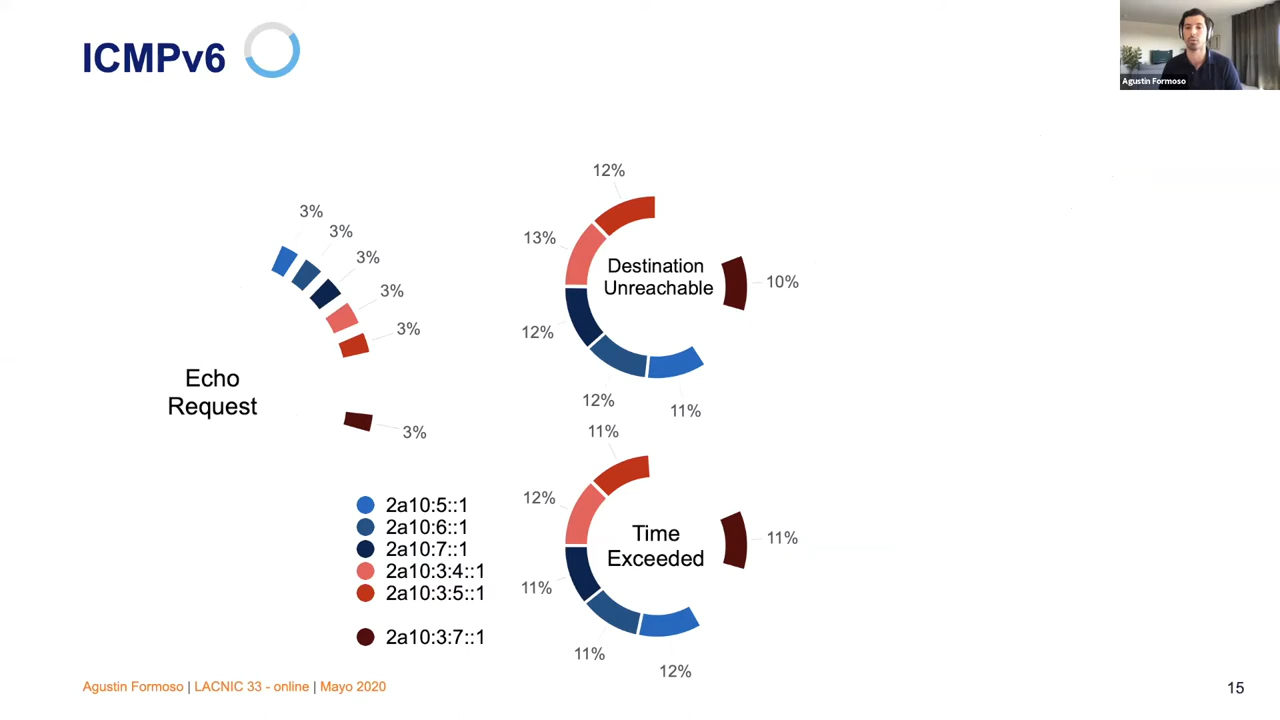 ICMPv6
Agustin Formoso
3%
3%
3%
3%
3%
3%
Echo
Request
12%
13%
12%
12%
11%
10%
Destination
Unreachable
11%
12%
11%
11%
12%
11%
Time
Exceeded
2a10:5::1
2a10:6::1
2a10:7::1
2a10:3:4::1
2a10:3:5::1
2a10:3:7::1
Agustin Formoso | LACNIC 33 - online | Mayo 2020
15